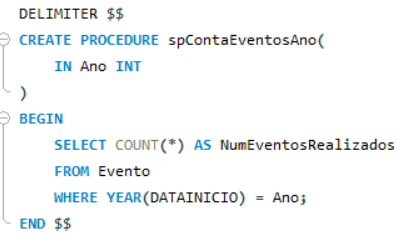 DELIMITER $$
CREATE PROCEDURE spContaEventosAno(
IN Ano INT
)
BEGIN
SELECT COUNT(*) AS NumEventosRealizados
FROM Evento
WHERE YEAR(DATAINICIO) = Ano;
END $$